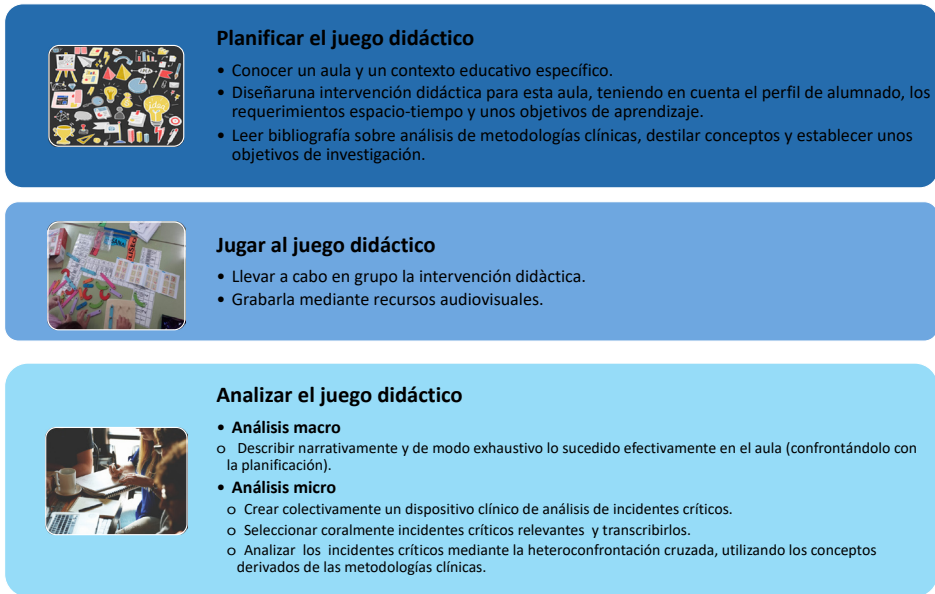 Planificar el juego didáctico
• Conocer un aula y un contexto educativo específico.
• Diseñaruna intervención didáctica para esta aula, teniendo en cuenta el perfil de alumnado, los
requerimientos espacio-tiempo y unos objetivos de aprendizaje.
• Leer bibliografía sobre análisis de metodologías clínicas, destilar conceptos y establecer unos
objetivos de investigación.
Jugar al juego didáctico
• Llevar a cabo en grupo la intervención didàctica.
• Grabarla mediante recursos audiovisuales.
Analizar el juego didáctico
• Análisis macro
o Describir narrativamente y de modo exhaustivo lo sucedido efectivamente en el aula (confrontándolo con
la planificación).
• Análisis micro
o Crear colectivamente un dispositivo clínico de análisis de incidentes críticos.
o Seleccionar coralmente incidentes críticos relevantes y transcribirlos.
o Analizar los incidentes críticos mediante la heteroconfrontación cruzada, utilizando los conceptos
derivados de las metodologías clínicas.